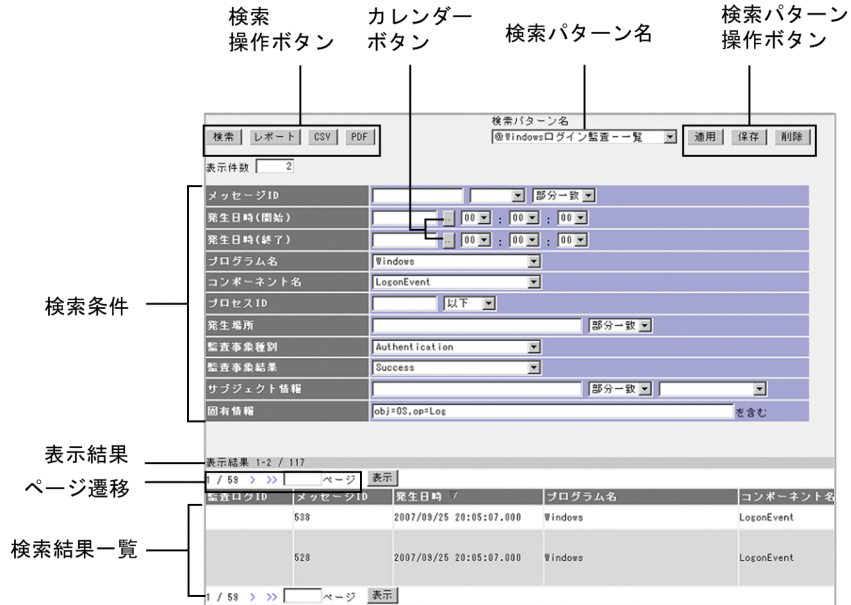 検索
操作ボタン
カレンダー
ボタン
検索パターン名
検索パターン
操作ボタン
検索パターン名
検索 レポート CSV PDF
@Windowsログイン監査-一覧
適用 保存 削除
表示件数 2
検索条件
メッセージID 部分一致
発生日時(開始) .. 00 : 00 : 00
発生日時(終了) .. 00 : 00 : 00
プログラム名 Windows
コンポーネント名 LogonEvent
プロセスID 以下
発生場所 部分一致
監査事象種別 Authentication
監査事象結果 Success
サブジェクト情報 部分一致
固有情報 obj=OS,op=Log を含む
表示結果
表示結果 1-2 / 117
ページ遷移
1 / 59 > >> ページ 表示
監査ログID メッセージID 発生日時 ▽ プログラム名 コンポーネント名
検索結果一覧
538 2007/09/25 20:05:07.000 Windows LogonEvent
528 2007/09/25 20:05:07.000 Windows LogonEvent
1 / 59 > >> ページ 表示